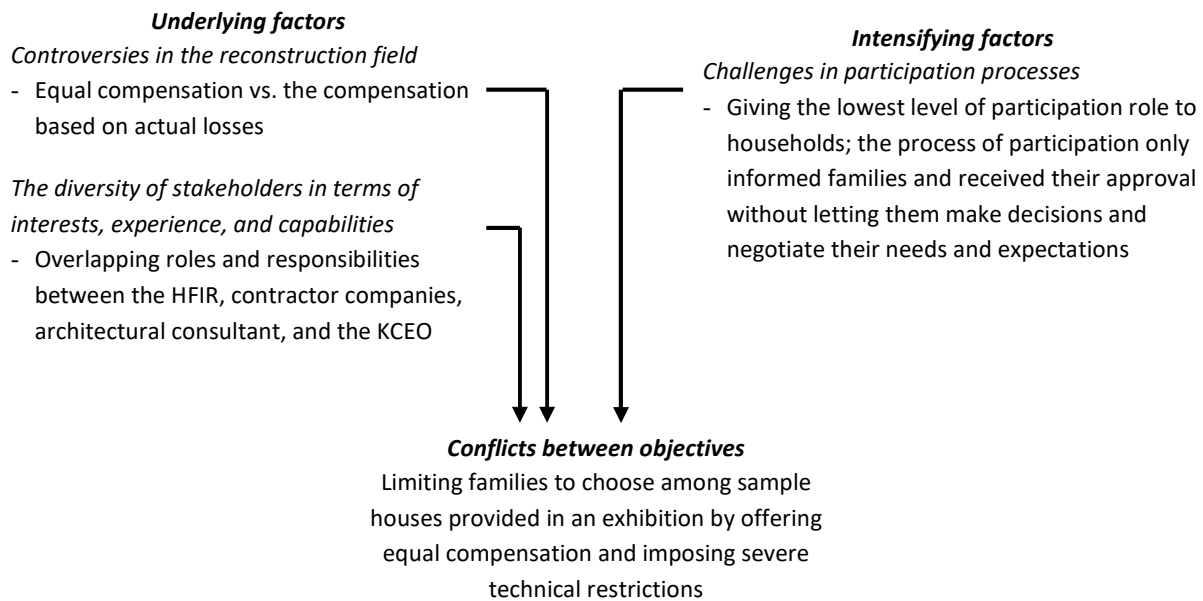 Underlying factors
Controversies in the reconstruction field
- Equal compensation vs. the compensation
based on actual losses
The diversity of stakeholders in terms of
interests, experience, and capabilities
- Overlapping roles and responsibilities
between the HFIR, contractor companies,
architectural consultant, and the KCEO
Intensifying factors
Challenges in participation processes
- Giving the lowest level of participation role to
households; the process of participation only
informed families and received their approval
without letting them make decisions and
negotiate their needs and expectations
Conflicts between objectives
Limiting families to choose among sample
houses provided in an exhibition by offering
equal compensation and imposing severe
technical restrictions